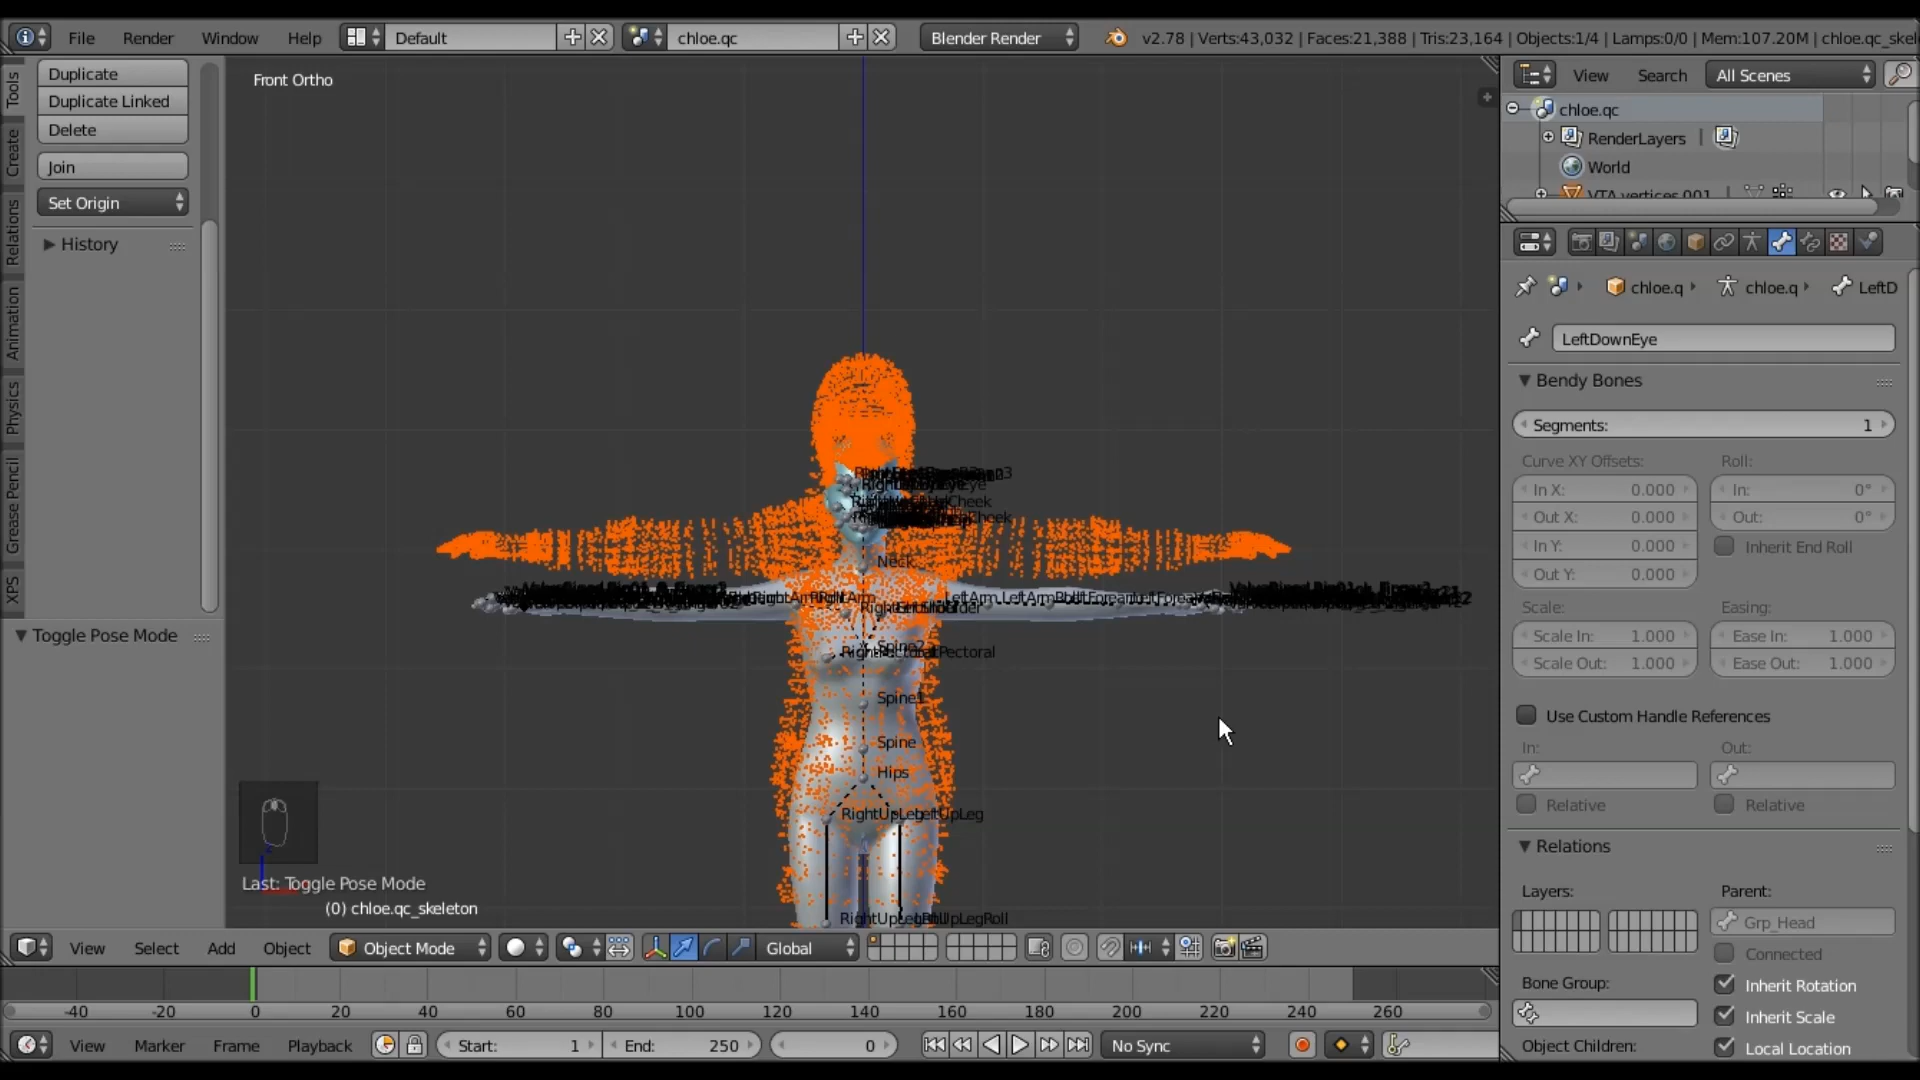 File Render Window Help Default chloe.qc Blender Render v2.78 | Verts:43,032 | Faces:21,388 | Tris:23,164 | Objects:1/4 | Lamps:0/0 | Mem:107.20M | chloe.qc_skel
Tools
Create
Relations
Animation
Physics
Grease Pencil
XPS
Duplicate
Duplicate Linked
Delete
Join
Set Origin
History
Toggle Pose Mode
Front Ortho
Neck
LeftArm
Spine2
Pectoral
Spine1
Spine
Hips
RightUpLeg
Last: Toggle Pose Mode
(0) chloe.qc_skeleton
View Search All Scenes
chloe.qc
RenderLayers |
World
VTA vertices.001
chloe.q chloe.q LeftD
LeftDownEye
Bendy Bones
Segments: 1
Curve XY Offsets: Roll:
In X: 0.000 In: 0°
Out X: 0.000 Out: 0°
In Y: 0.000 Inherit End Roll
Out Y: 0.000
Scale: Easing:
Scale In: 1.000 Ease In: 1.000
Scale Out: 1.000 Ease Out: 1.000
Use Custom Handle References
In: Out:
Relative Relative
Relations
Layers: Parent:
Grp_Head
Connected
Bone Group: Inherit Rotation
Inherit Scale
Object Children: Local Location
View Select Add Object Object Mode Global
-40 -20 0 20 40 60 80 100 120 140 160 180 200 220 240 260
View Marker Frame Playback Start: 1 End: 250 0 No Sync